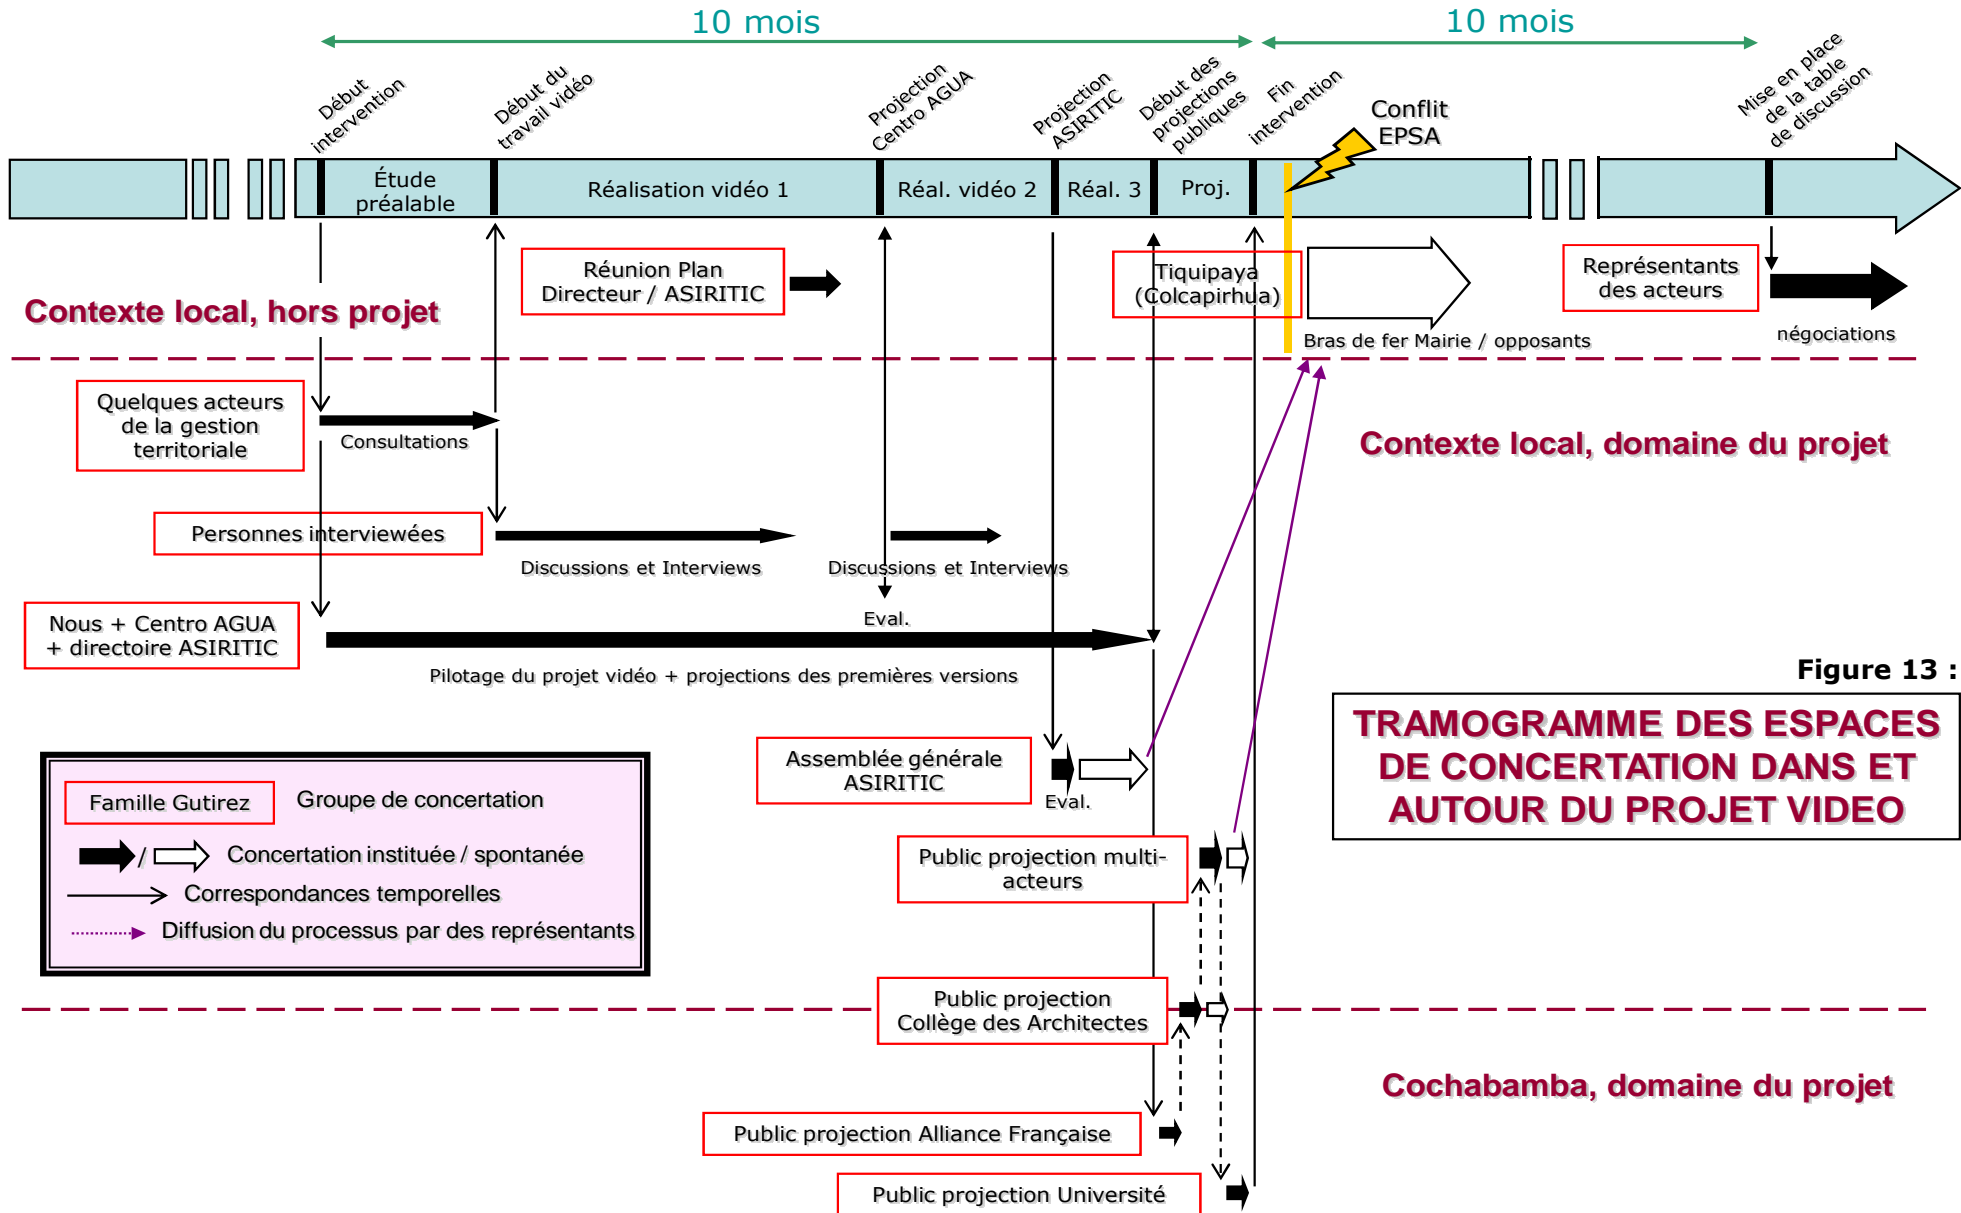 10 mois
10 mois
Début
intervention
Début du
travail vidéo
Projection
Centro AGUA
Projection
ASIRITIC
Début des
projections
publiques
Fin
intervention
Conflit
EPSA
Mise en place
de la table
de discussion
Étude
préalable
Réalisation vidéo 1
Réal. vidéo 2
Réal. 3
Proj.
Réunion Plan
Directeur / ASIRITIC
Tiquipaya
(Colcapirhua)
Représentants
des acteurs
Contexte local, hors projet
Bras de fer Mairie / opposants
négociations
Quelques acteurs
de la gestion
territoriale
Consultations
Contexte local, domaine du projet
Personnes interviewées
Discussions et Interviews
Discussions et Interviews
Nous + Centro AGUA
+ directoire ASIRITIC
Eval.
Pilotage du projet vidéo + projections des premières versions
Figure 13 :
TRAMOGRAMME DES ESPACES
DE CONCERTATION DANS ET
AUTOUR DU PROJET VIDEO
Assemblée générale
ASIRITIC
Eval.
Famille Gutirez
Groupe de concertation
/
Concertation instituée / spontanée
Correspondances temporelles
Diffusion du processus par des représentants
Public projection multi-
acteurs
Public projection
Collège des Architectes
Cochabamba, domaine du projet
Public projection Alliance Française
Public projection Université